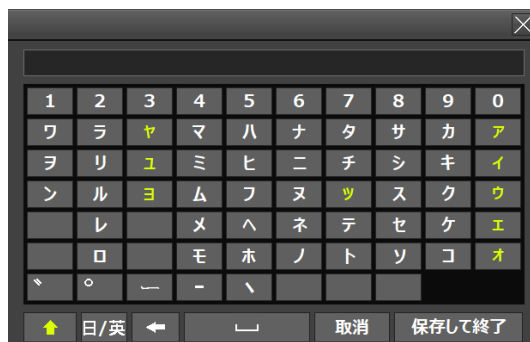 1 2 3 4 5 6 7 8 9 0
ワ ラ ヤ マ ハ ナ タ サ カ ア
ヲ リ ユ ミ ヒ ニ チ シ キ イ
ン ル ヨ ム フ ヌ ツ ス ク ウ
レ メ ヘ ネ テ セ ケ エ
ロ モ ホ ノ ト ソ コ オ
゛ ゜ ー - 、
日/英 取消 保存して終了